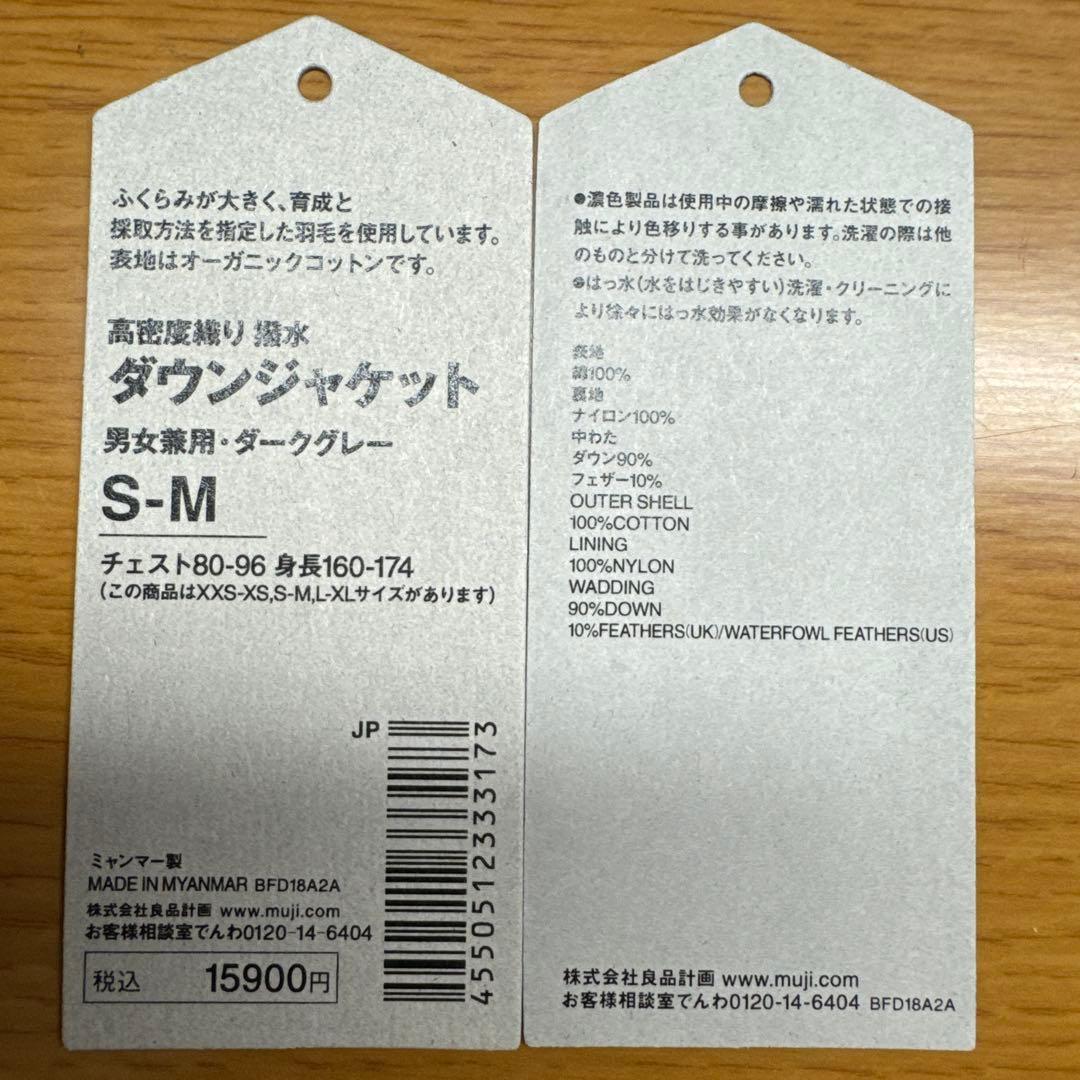 ふくらみが大きく、育成と
採取方法を指定した羽毛を使用しています。
表地はオーガニックコットンです。
高密度織り 撥水
ダウンジャケット
男女兼用・ダークグレー
S-M
チェスト80-96 身長160-174
(この商品はXXS-XS,S-M,L-XLサイズがあります)
JP
4550512333173
ミャンマー製
MADE IN MYANMAR BFD18A2A
株式会社良品計画 www.muji.com
お客様相談室でんわ0120-14-6404
税込 15900円
●濃色製品は使用中の摩擦や濡れた状態での接
触により色移りする事があります。洗濯の際は他
のものと分けて洗ってください。
●はっ水(水をはじきやすい)洗濯・クリーニングに
より徐々にはっ水効果がなくなります。
表地
綿100%
裏地
ナイロン100%
中わた
ダウン90%
フェザー10%
OUTER SHELL
100%COTTON
LINING
100%NYLON
WADDING
90%DOWN
10%FEATHERS(UK)/WATERFOWL FEATHERS(US)
株式会社良品計画 www.muji.com
お客様相談室でんわ0120-14-6404 BFD18A2A